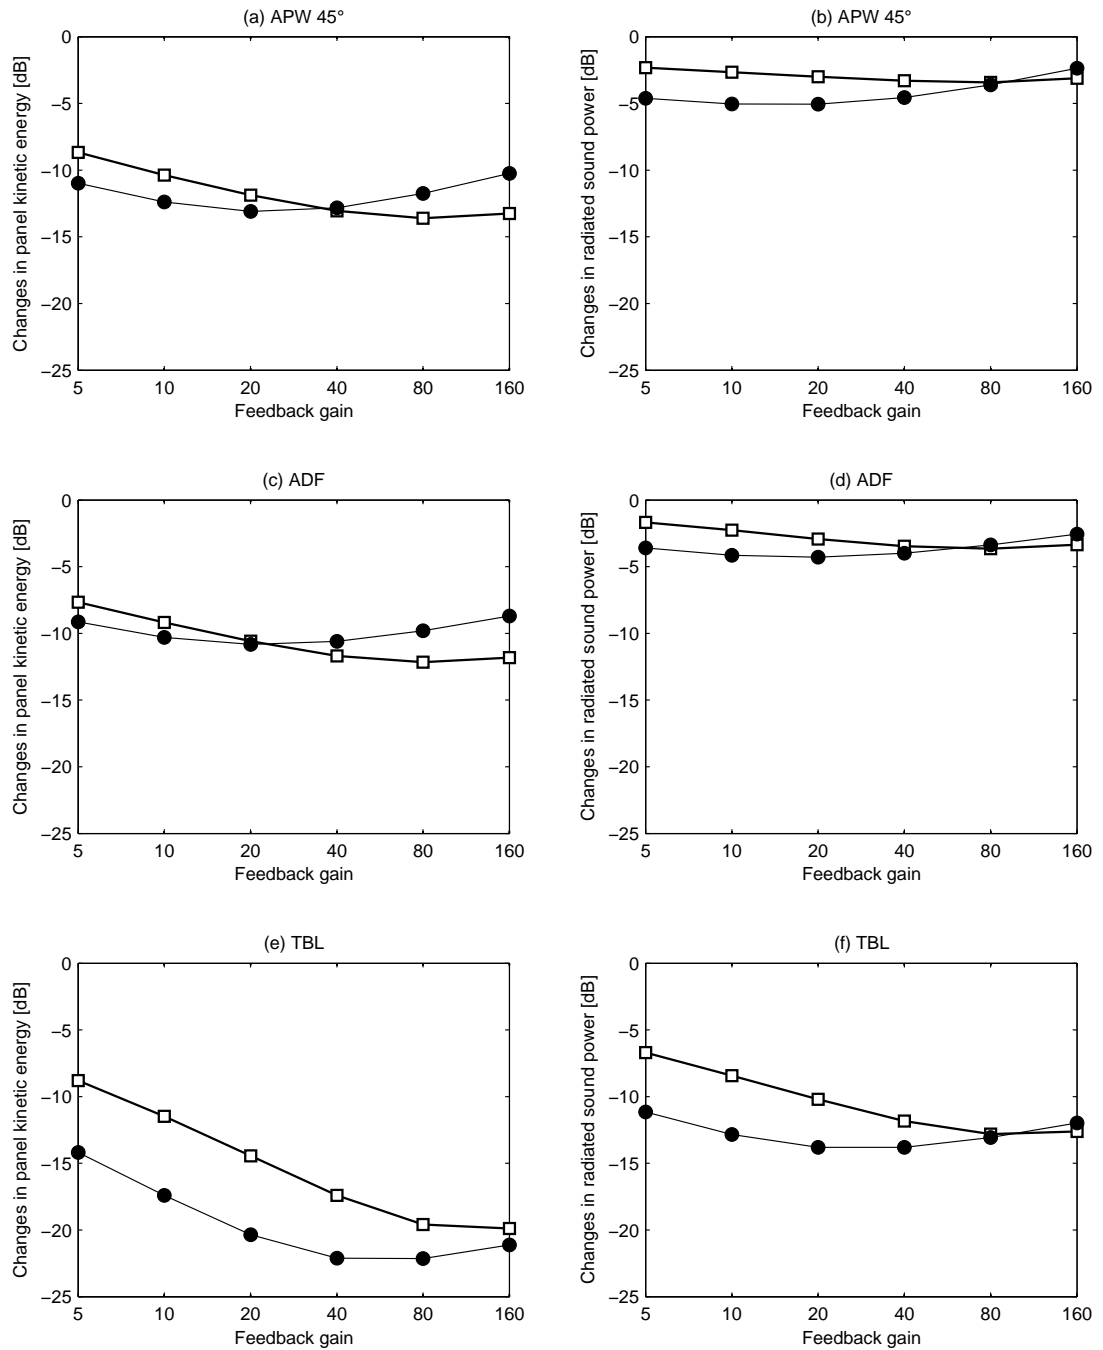 (a) APW 45°
Changes in panel kinetic energy [dB]
0
−5
−10
−15
−20
−25
5 10 20 40 80 160
Feedback gain
(b) APW 45°
Changes in radiated sound power [dB]
0
−5
−10
−15
−20
−25
5 10 20 40 80 160
Feedback gain
(c) ADF
Changes in panel kinetic energy [dB]
0
−5
−10
−15
−20
−25
5 10 20 40 80 160
Feedback gain
(d) ADF
Changes in radiated sound power [dB]
0
−5
−10
−15
−20
−25
5 10 20 40 80 160
Feedback gain
(e) TBL
Changes in panel kinetic energy [dB]
0
−5
−10
−15
−20
−25
5 10 20 40 80 160
Feedback gain
(f) TBL
Changes in radiated sound power [dB]
0
−5
−10
−15
−20
−25
5 10 20 40 80 160
Feedback gain